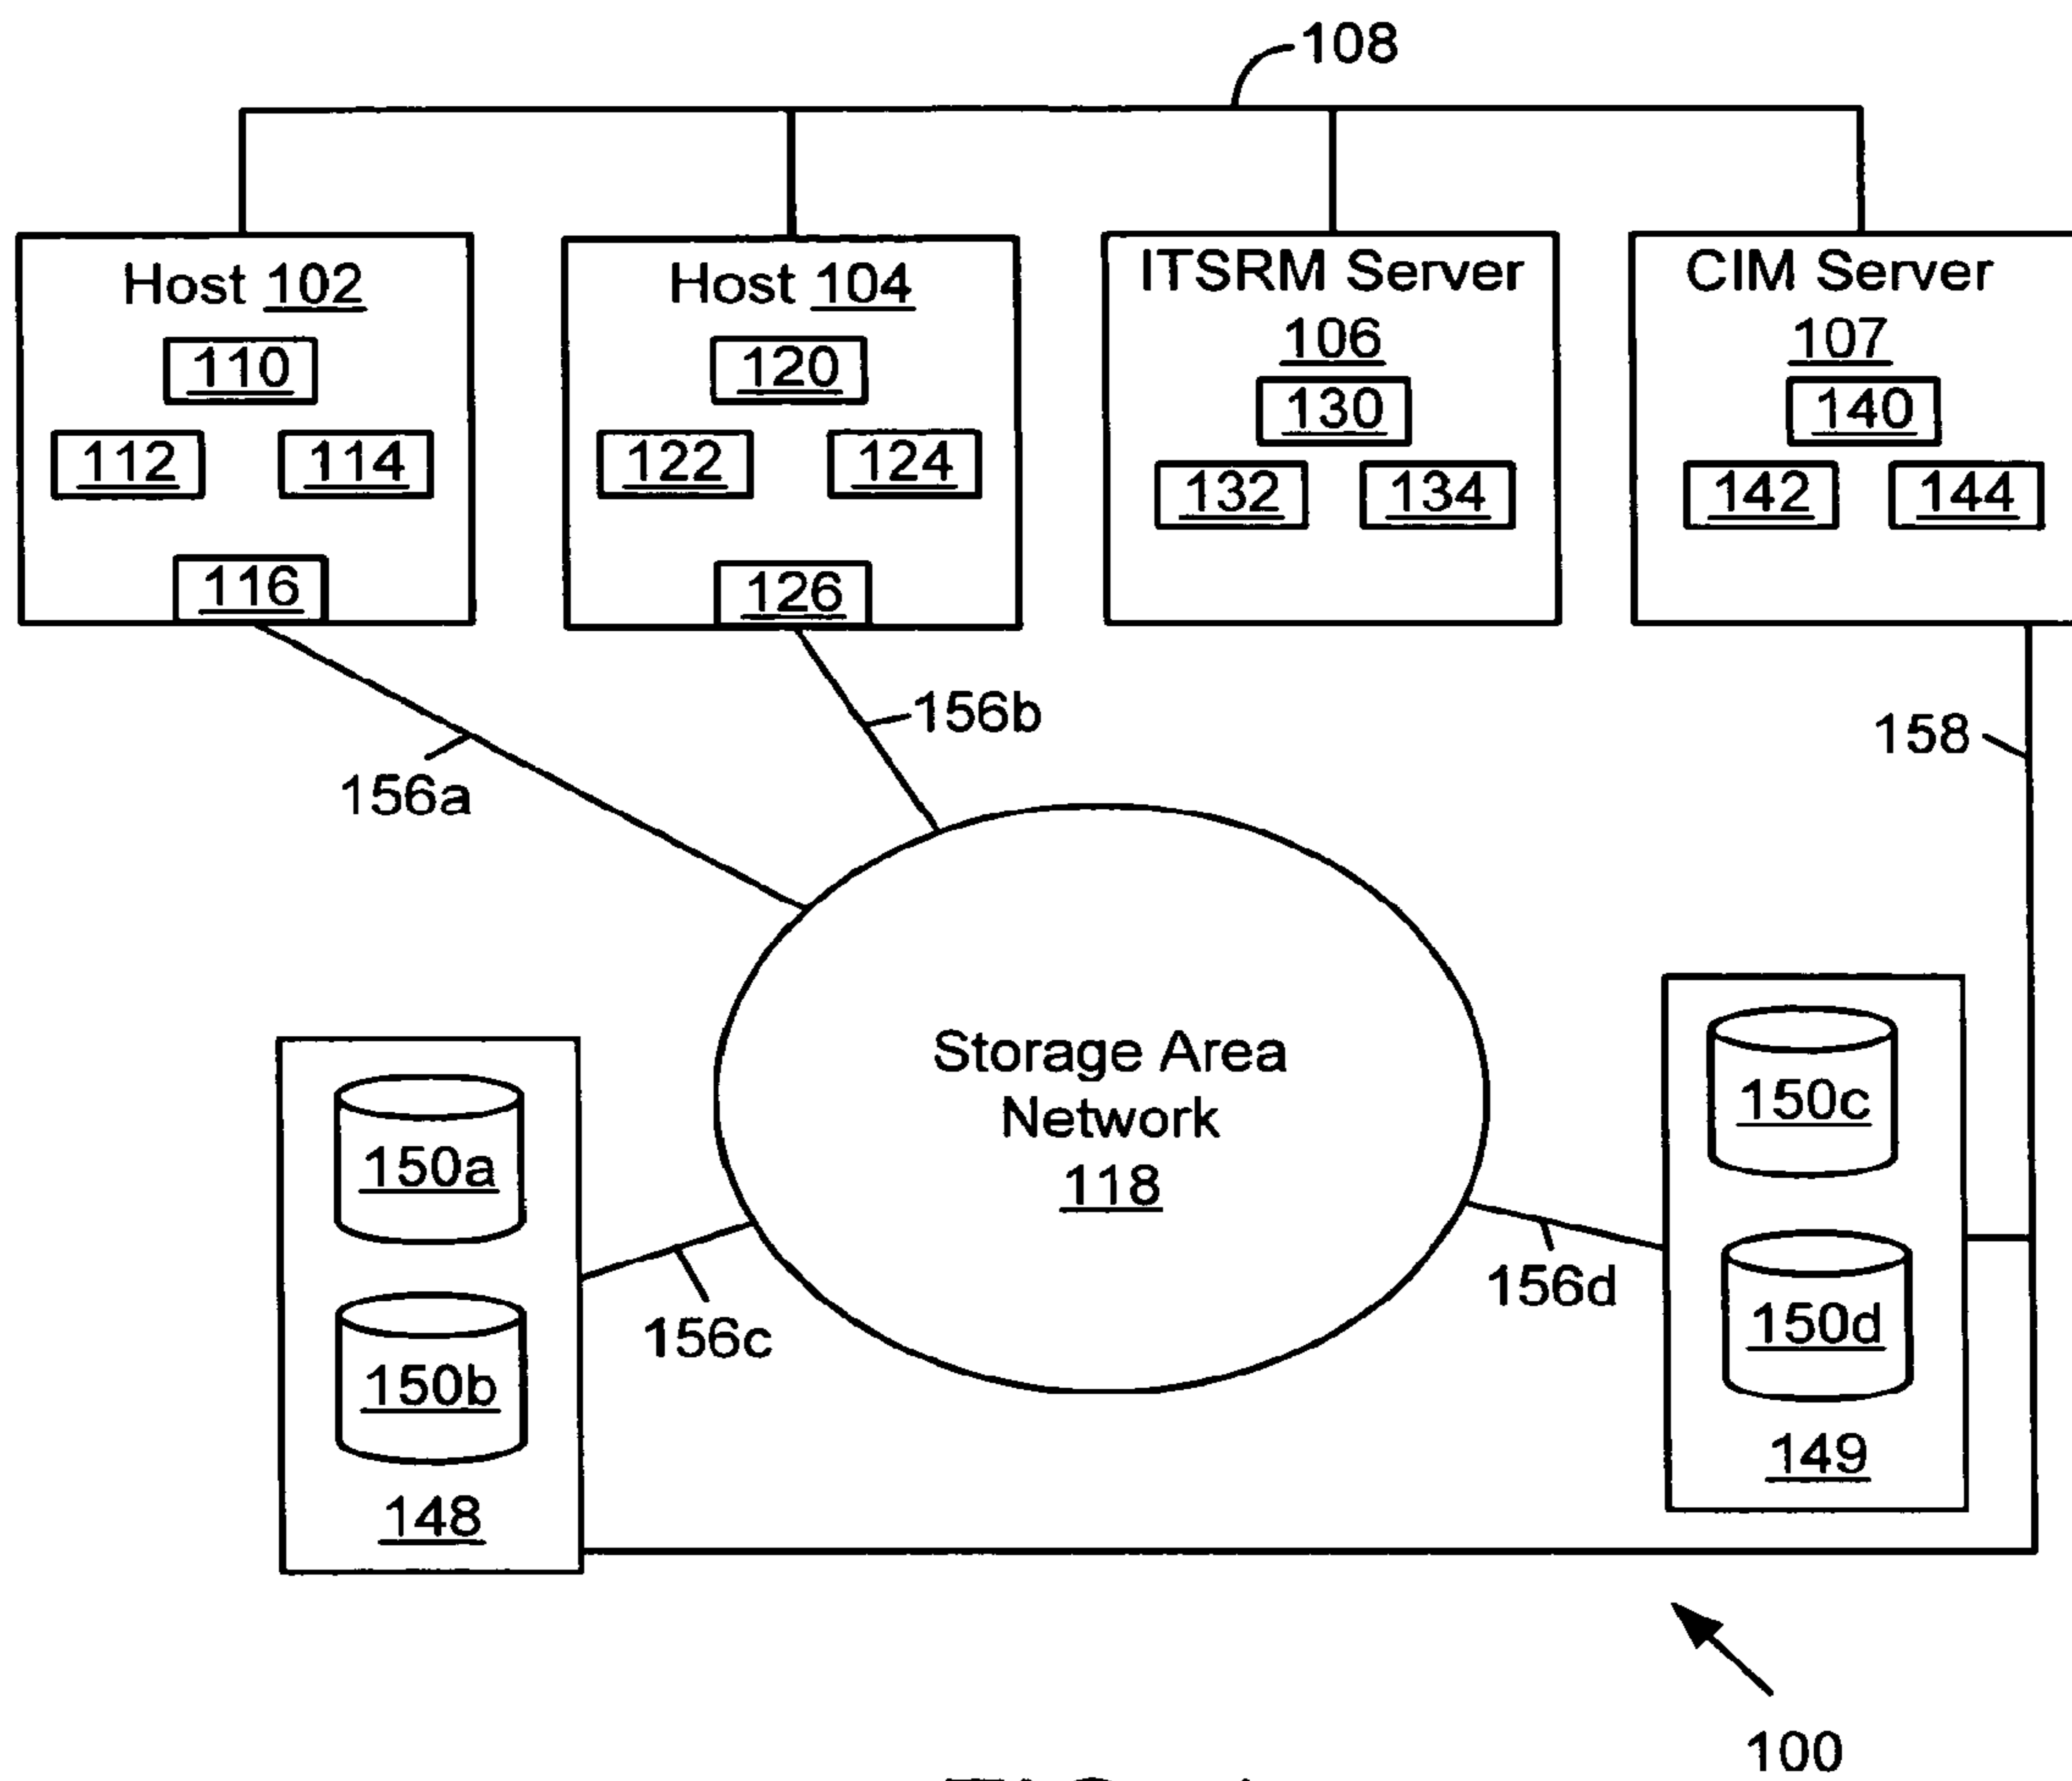 108
Host 102
110
112 114
116
Host 104
120
122 124
126
ITSRM Server
106
130
132 134
CIM Server
107
140
142 144
156a
156b
158
Storage Area
Network
118
150a
150b
148
156c
156d
150c
150d
149
100